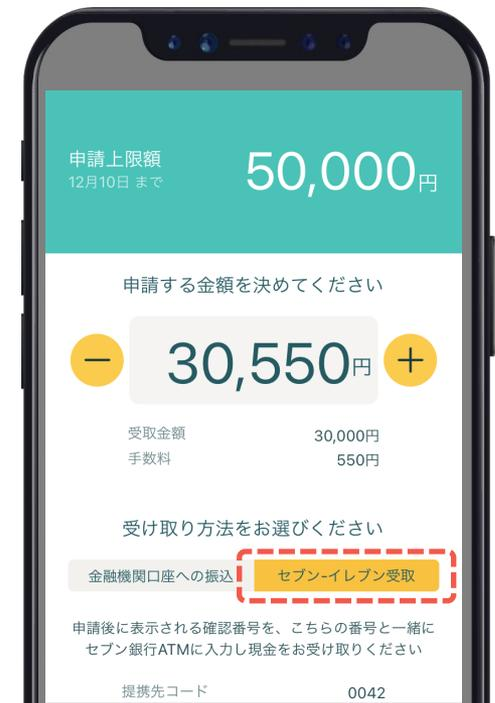 申請上限額
12月10日 まで
50,000円
申請する金額を決めてください
30,550円
受取金額 30,000円
手数料 550円
受け取り方法をお選びください
金融機関口座への振込 セブン-イレブン受取
申請後に表示される確認番号を、こちらの番号と一緒に
セブン銀行ATMに入力し現金をお受け取りください
提携先コード 0042